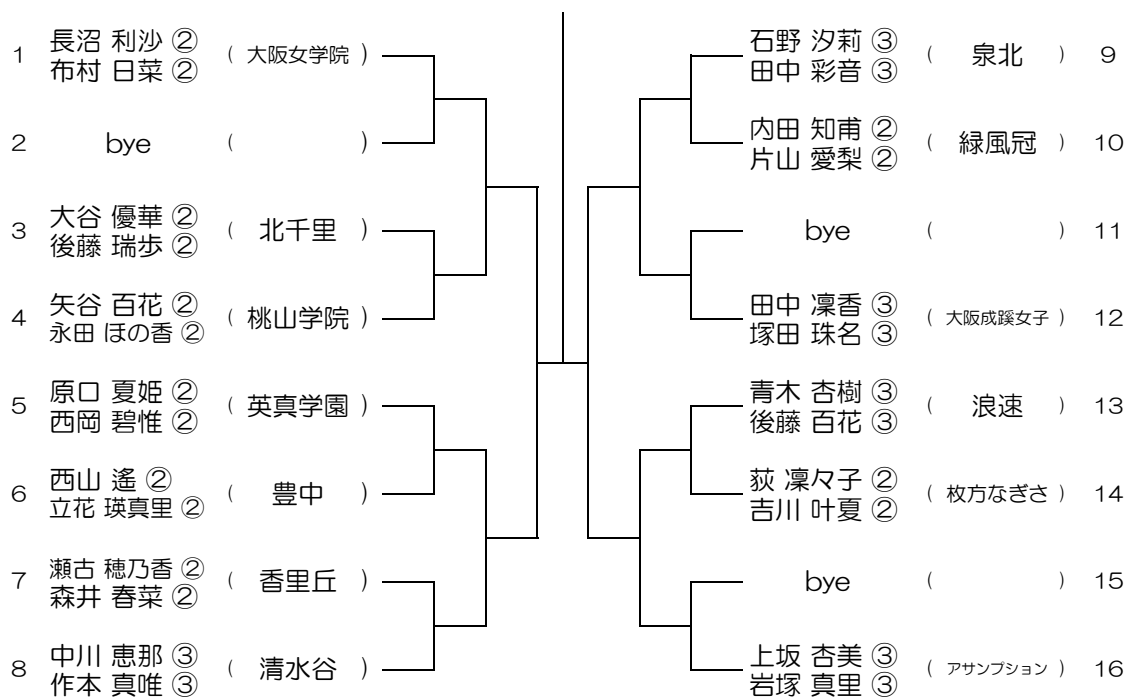 1 長沼 利沙 ② ( 大阪女学院 )
布村 日菜 ②
2 bye ( )
3 大谷 優華 ② ( 北千里 )
後藤 瑞歩 ②
4 矢谷 百花 ② ( 桃山学院 )
永田 ほの香 ②
5 原口 夏姫 ② ( 英真学園 )
西岡 碧惟 ②
6 西山 遙 ② ( 豊中 )
立花 瑛真里 ②
7 瀬古 穂乃香 ② ( 香里丘 )
森井 春菜 ②
8 中川 恵那 ③ ( 清水谷 )
作本 真唯 ③
石野 汐莉 ③ ( 泉北 ) 9
田中 彩音 ③
内田 知甫 ② ( 緑風冠 ) 10
片山 愛梨 ②
bye ( ) 11
田中 凜香 ③ ( 大阪成蹊女子 ) 12
塚田 珠名 ③
青木 杏樹 ③ ( 浪速 ) 13
後藤 百花 ③
荻 凜々子 ② ( 枚方なぎさ ) 14
吉川 叶夏 ②
bye ( ) 15
上坂 杏美 ③ ( アサンプション ) 16
岩塚 真里 ③